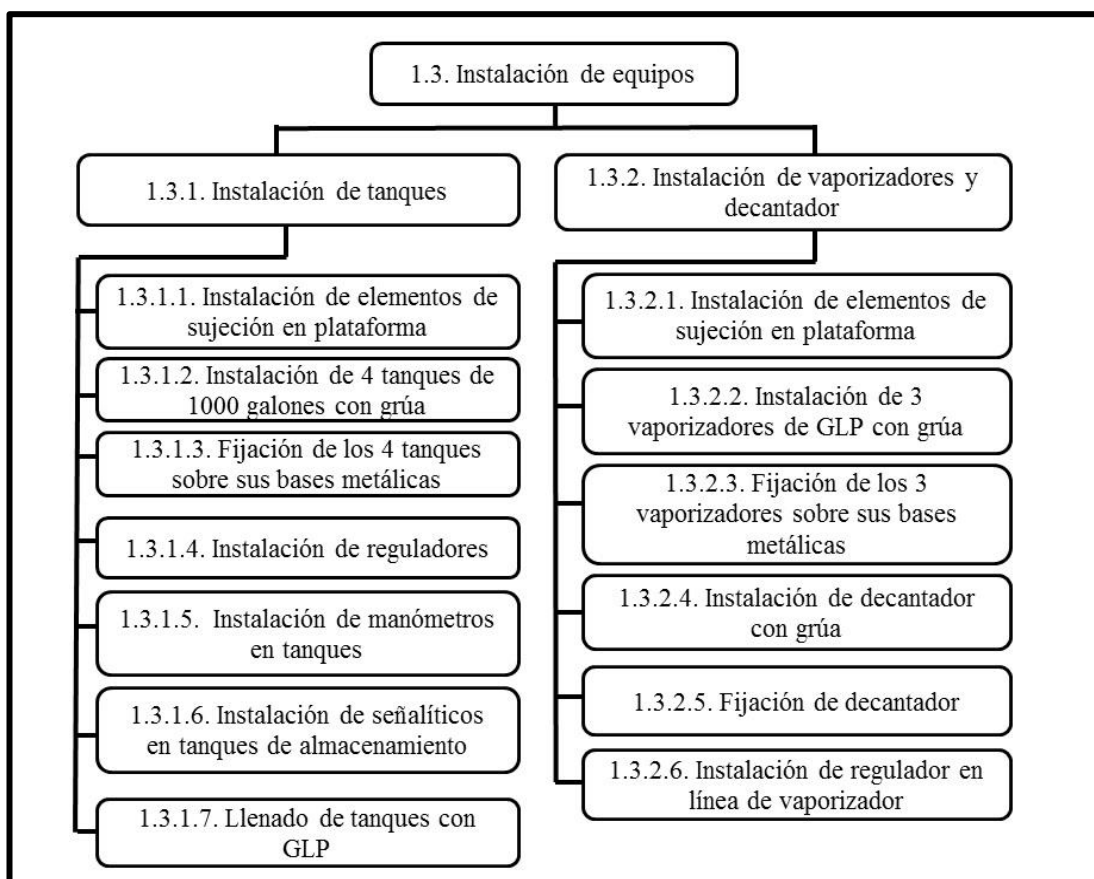 1.3. Instalación de equipos
1.3.1. Instalación de tanques
1.3.1.1. Instalación de elementos de
sujeción en plataforma
1.3.1.2. Instalación de 4 tanques de
1000 galones con grúa
1.3.1.3. Fijación de los 4 tanques
sobre sus bases metálicas
1.3.1.4. Instalación de reguladores
1.3.1.5. Instalación de manómetros
en tanques
1.3.1.6. Instalación de señalíticos
en tanques de almacenamiento
1.3.1.7. Llenado de tanques con
GLP
1.3.2. Instalación de vaporizadores y
decantador
1.3.2.1. Instalación de elementos de
sujeción en plataforma
1.3.2.2. Instalación de 3
vaporizadores de GLP con grúa
1.3.2.3. Fijación de los 3
vaporizadores sobre sus bases
metálicas
1.3.2.4. Instalación de decantador
con grúa
1.3.2.5. Fijación de decantador
1.3.2.6. Instalación de regulador en
línea de vaporizador